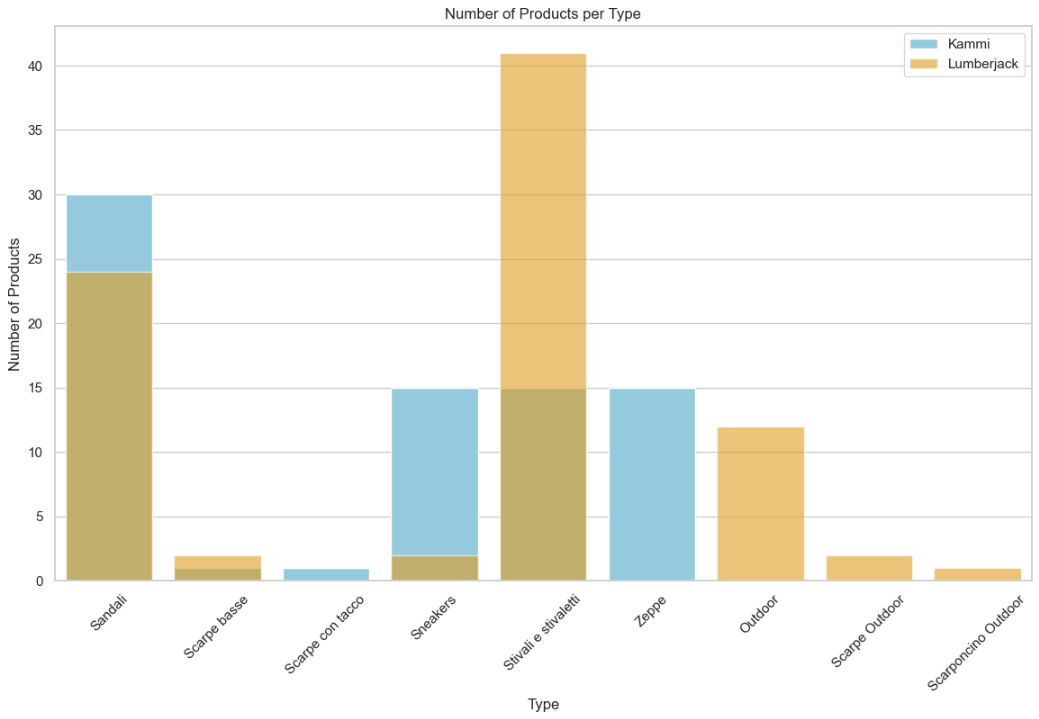 Number of Products per Type
Kammi
Lumberjack
Number of Products
40
35
30
25
20
15
10
5
0
Sandali
Scarpe basse
Scarpe con tacco
Sneakers
Stivali e stivaletti
Zeppe
Outdoor
Scarpe Outdoor
Scarponcino Outdoor
Type